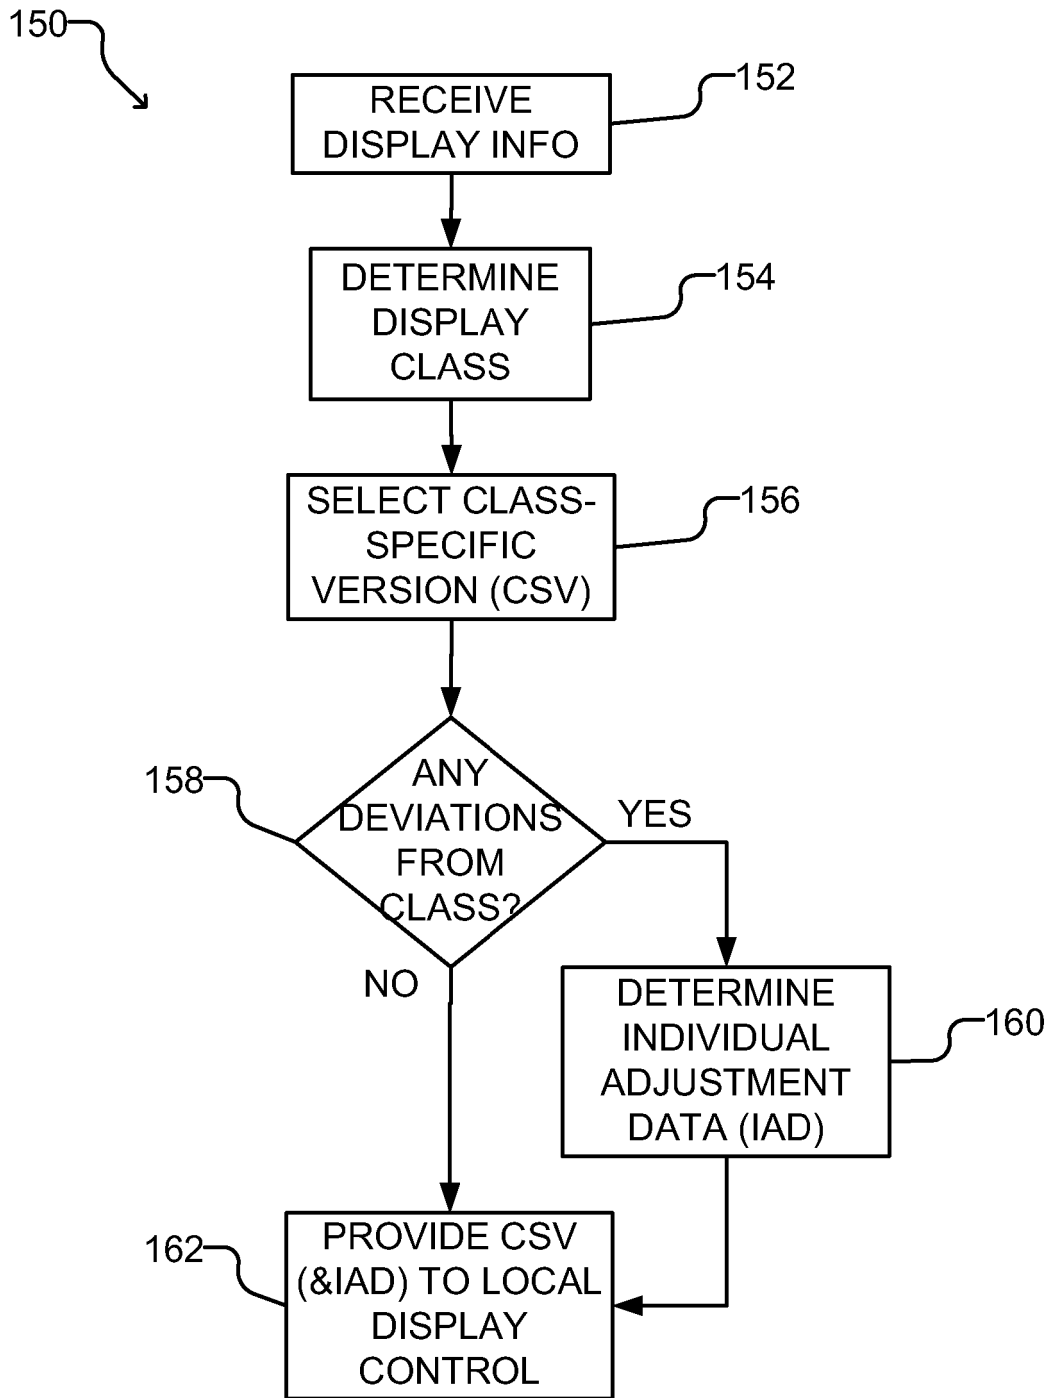 150
RECEIVE
DISPLAY INFO
152
DETERMINE
DISPLAY
CLASS
154
SELECT CLASS-
SPECIFIC
VERSION (CSV)
156
158
ANY
DEVIATIONS
FROM
CLASS?
YES
NO
DETERMINE
INDIVIDUAL
ADJUSTMENT
DATA (IAD)
160
162
PROVIDE CSV
(&IAD) TO LOCAL
DISPLAY
CONTROL